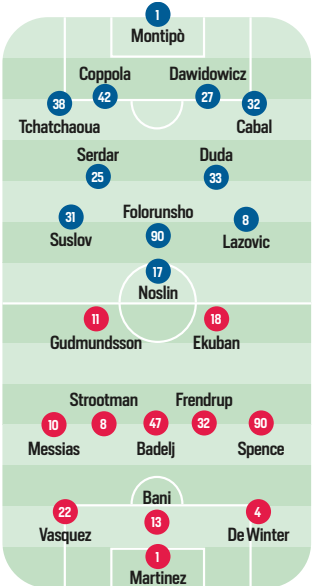 1
Montipò
Coppola Dawidowicz
38 42 27 32
Tchatchaoua Cabal
Serdar Duda
25 33
31 Folorunsho 8
Suslov 90 Lazovic
17
Noslin
11 18
Gudmundsson Ekuban
Strootman Frendrup
10 8 47 32 90
Messias Badelj Spence
Bani
22 13 4
Vasquez De Winter
1
Martinez